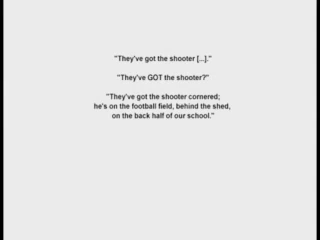 "They've got the shooter [...]."
"They've GOT the shooter?"
"They've got the shooter cornered;
he's on the football field, behind the shed,
on the back half of our school."